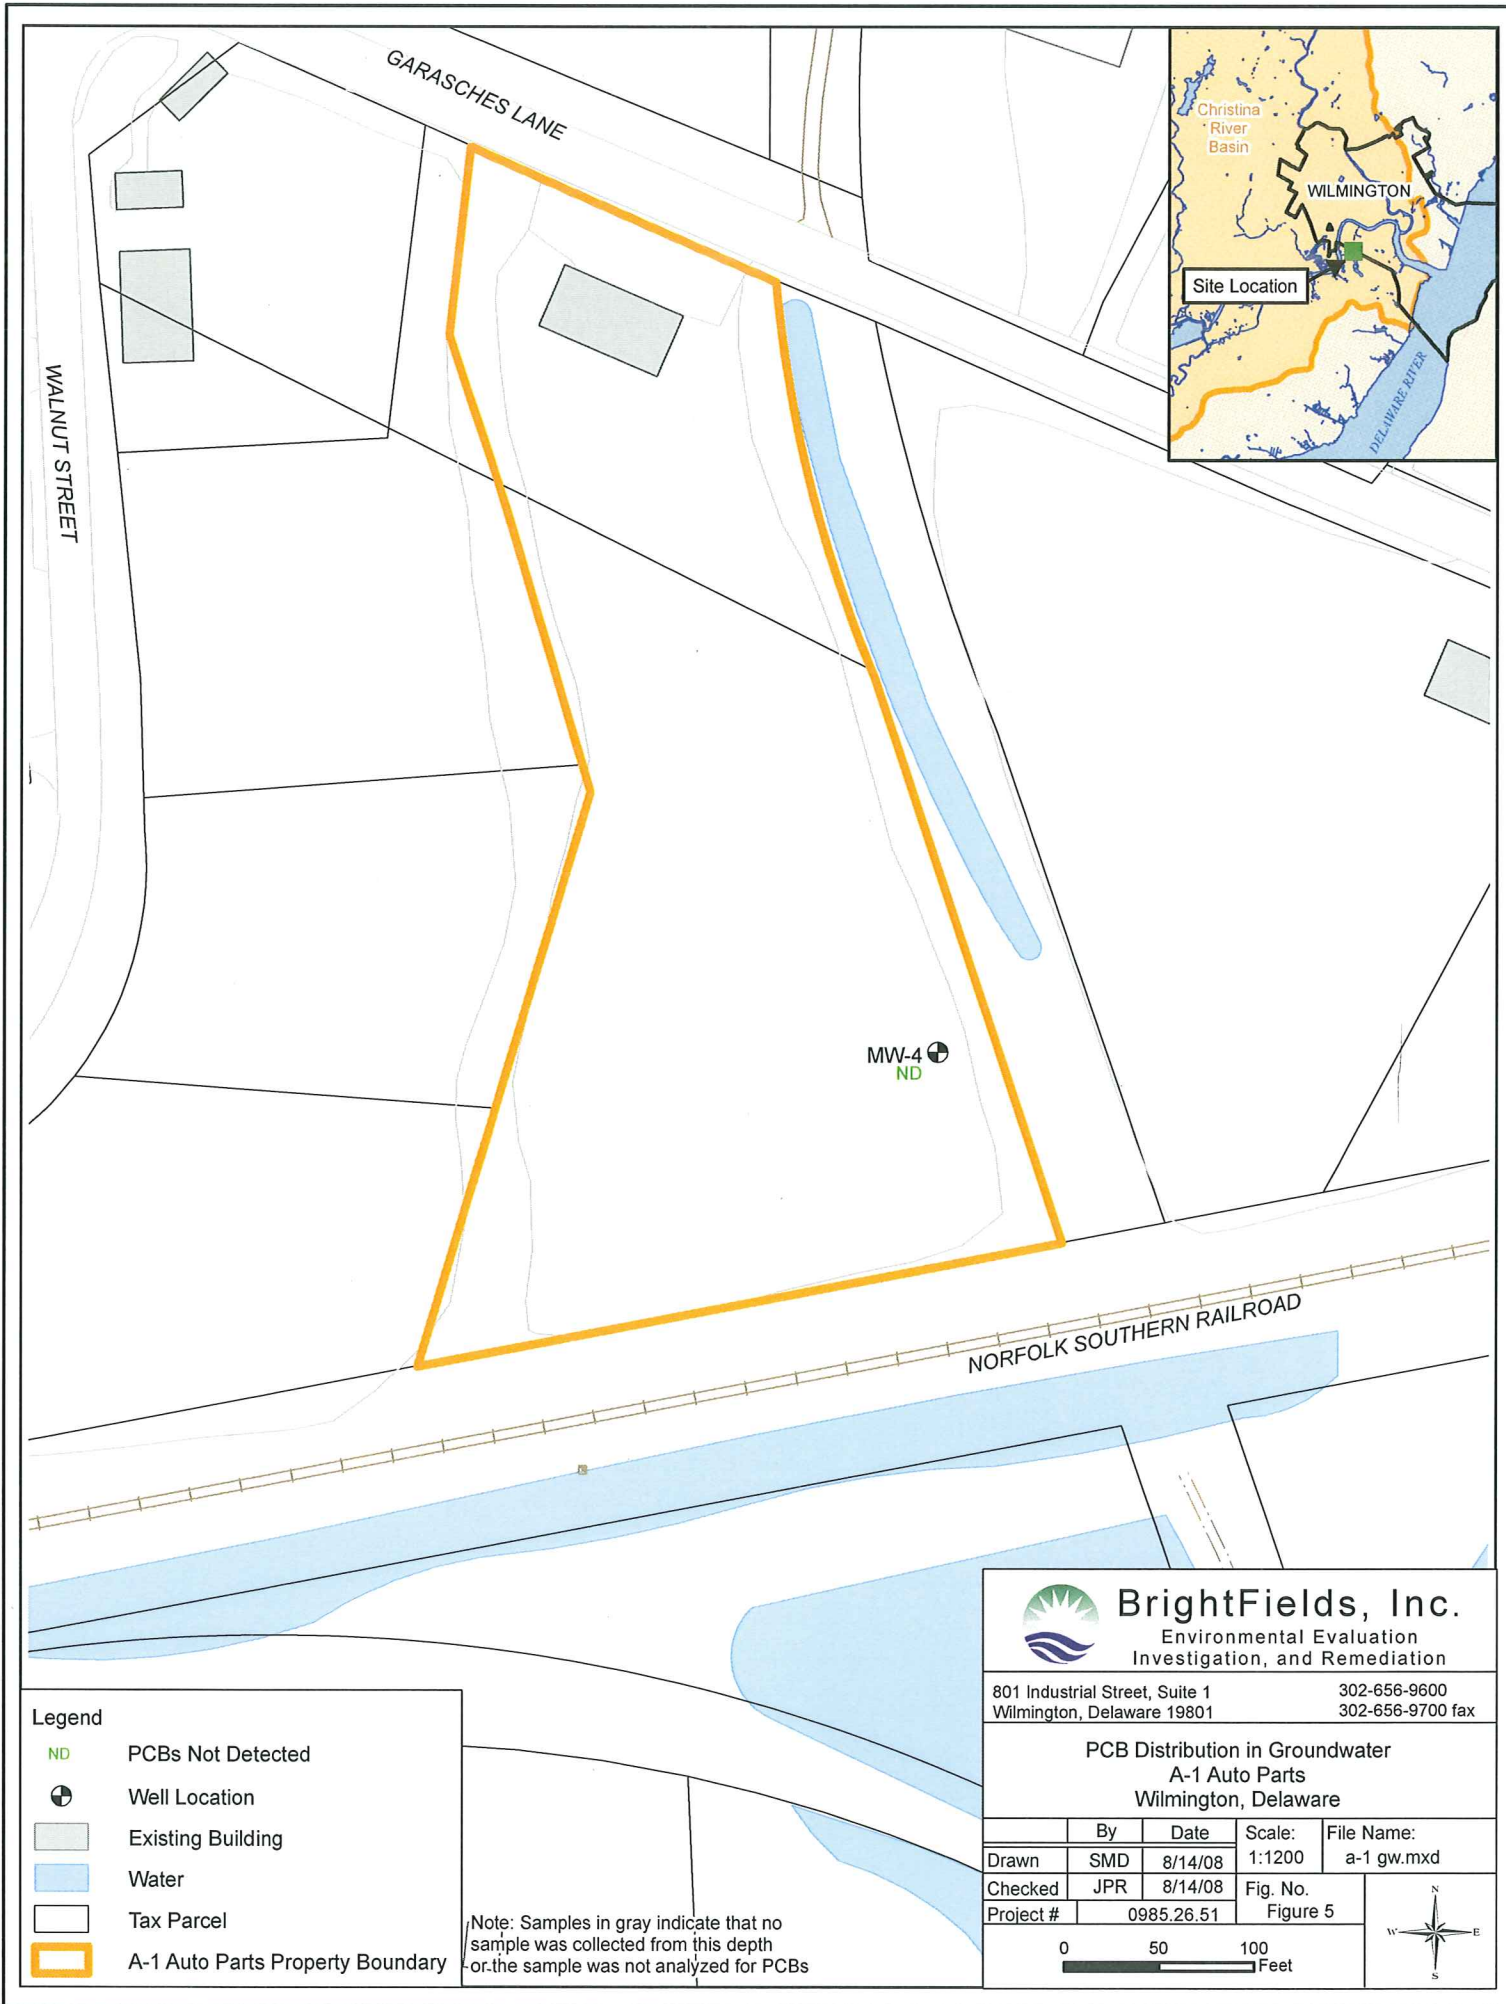 GARASCHES LANE
Christina
River
Basin
WILMINGTON
Site Location
DELAWARE RIVER
WALNUT STREET
MW-4
ND
NORFOLK SOUTHERN RAILROAD
BrightFields, Inc.
Environmental Evaluation
Investigation, and Remediation
801 Industrial Street, Suite 1 302-656-9600
Wilmington, Delaware 19801 302-656-9700 fax
PCB Distribution in Groundwater
A-1 Auto Parts
Wilmington, Delaware
By Date Scale: File Name:
Drawn SMD 8/14/08 1:1200 a-1 gw.mxd
Checked JPR 8/14/08 Fig. No.
Project # 0985.26.51 Figure 5
0 50 100
Feet
N
W E
S
Legend
ND PCBs Not Detected
Well Location
Existing Building
Water
Tax Parcel
A-1 Auto Parts Property Boundary
Note: Samples in gray indicate that no
sample was collected from this depth
or the sample was not analyzed for PCBs